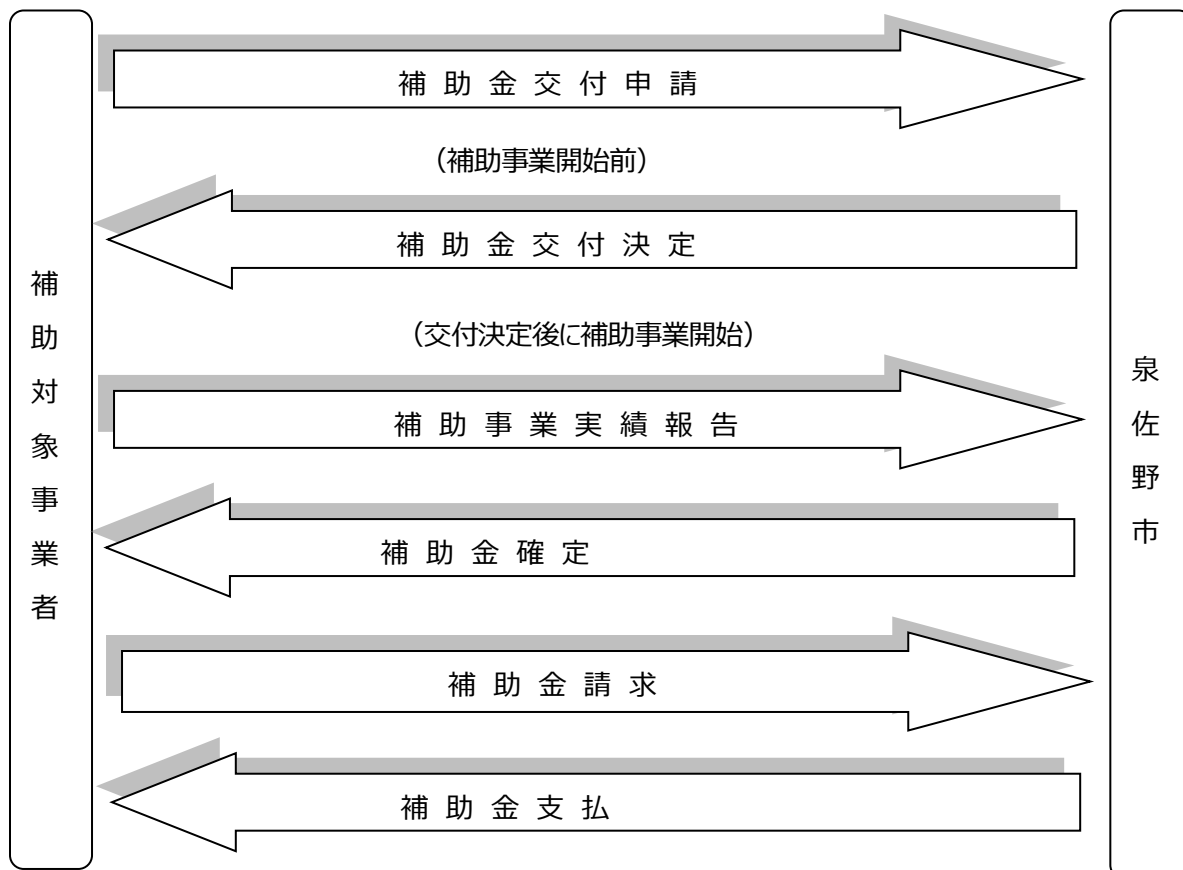 補助対象事業者
補助金交付申請
（補助事業開始前）
補助金交付決定
（交付決定後に補助事業開始）
補助事業実績報告
補助金確定
補助金請求
補助金支払
泉佐野市